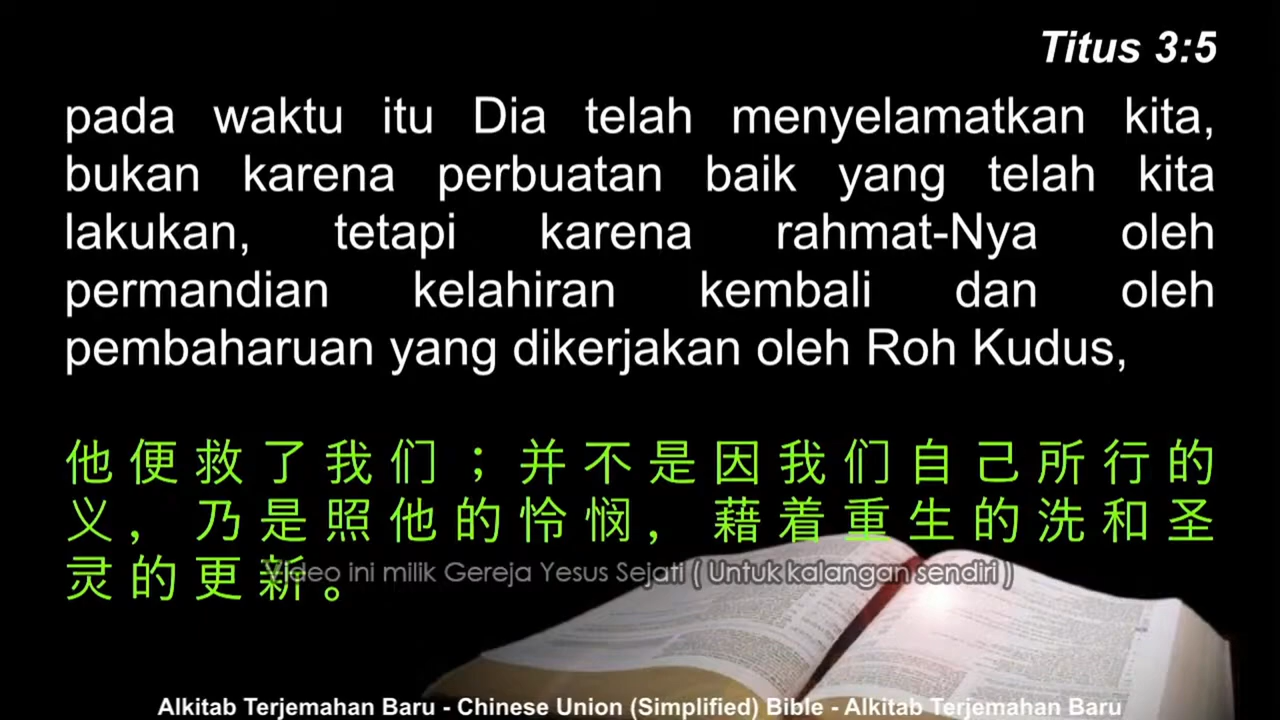 Titus 3:5
pada waktu itu Dia telah menyelamatkan kita,
bukan karena perbuatan baik yang telah kita
lakukan, tetapi karena rahmat-Nya oleh
permandian kelahiran kembali dan oleh
pembaharuan yang dikerjakan oleh Roh Kudus,
他便救了我们；并不是因我们自己所行的
义，乃是照他的怜悯，藉着重生的洗和圣
灵的更新。
Video ini milik Gereja Yesus Sejati ( Untuk kalangan sendiri )
Alkitab Terjemahan Baru - Chinese Union (Simplified) Bible - Alkitab Terjemahan Baru